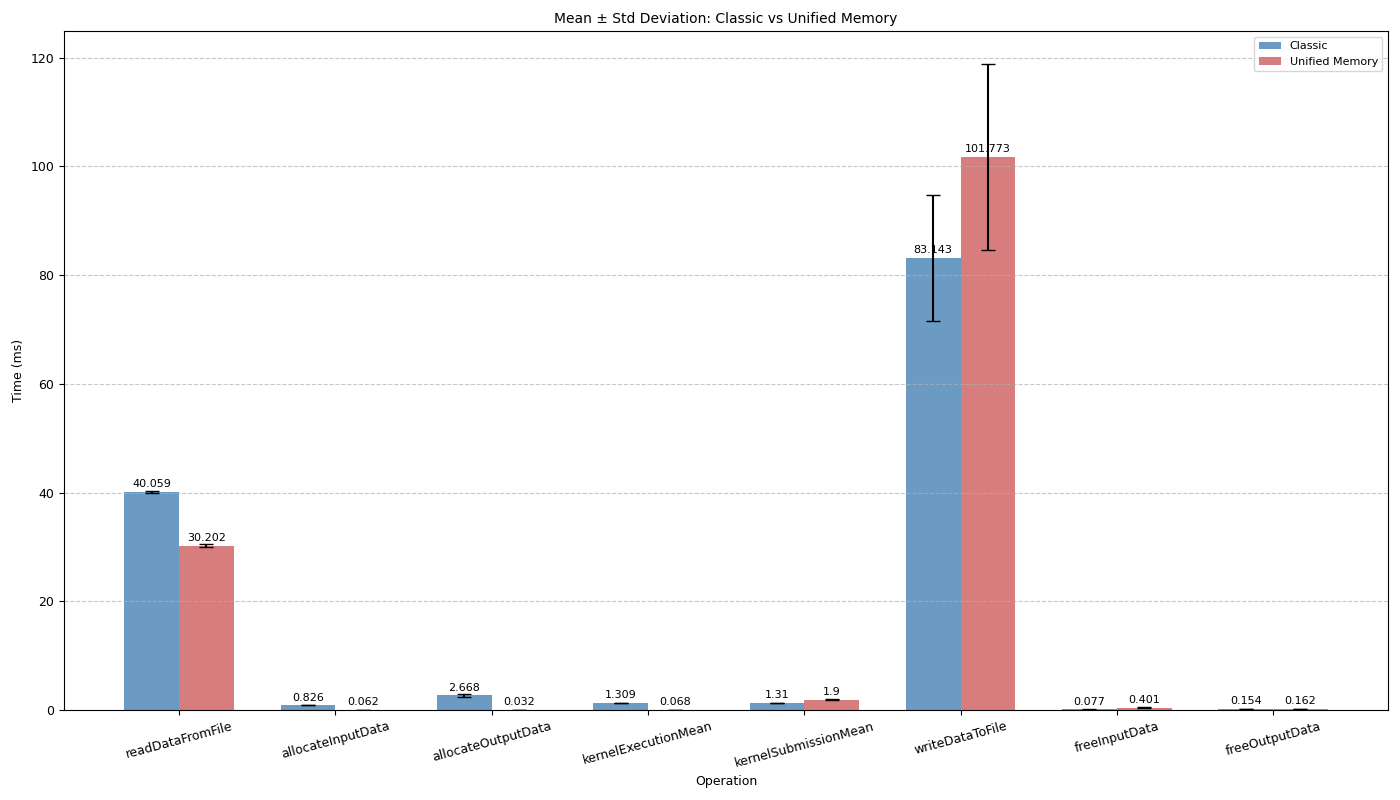 Mean ± Std Deviation: Classic vs Unified Memory
Classic
Unified Memory
120
100
80
60
40
20
0
Time (ms)
40.059
30.202
0.826
0.062
2.668
0.032
1.309
0.068
1.31
1.9
83.143
101.773
0.077
0.401
0.154
0.162
readDataFromFile
allocateInputData
allocateOutputData
kernelExecutionMean
kernelSubmissionMean
writeDataToFile
freeInputData
freeOutputData
Operation